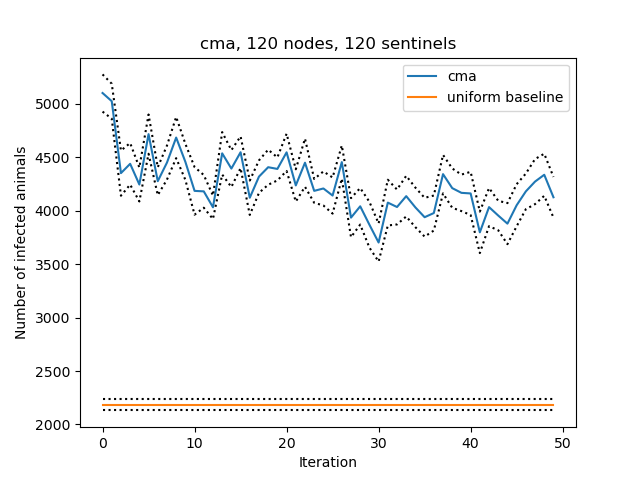 cma, 120 nodes, 120 sentinels
cma
uniform baseline
Number of infected animals
5000
4500
4000
3500
3000
2500
2000
0 10 20 30 40 50
Iteration